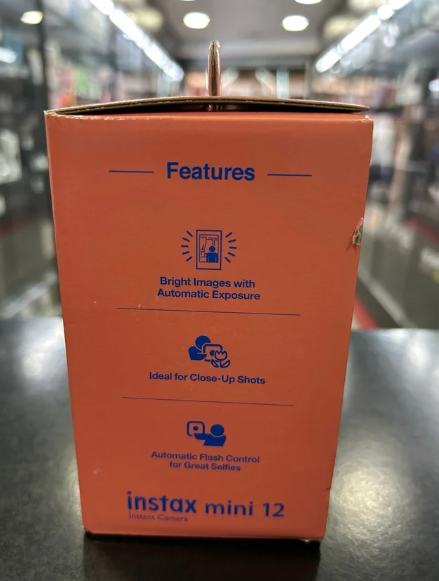 Features
Bright Images with
Automatic Exposure
Ideal for Close-Up Shots
Automatic Flash Control
for Great Selfies
instax mini 12
Instant Camera